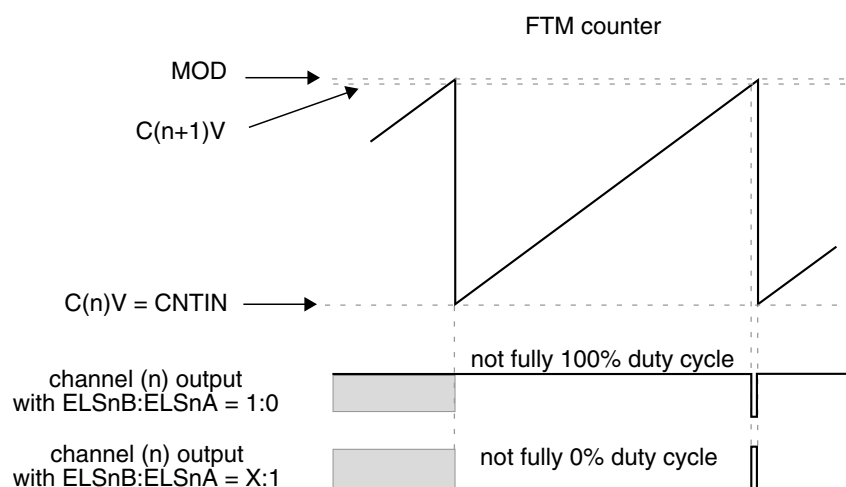 FTM counter
MOD
C(n+1)V
C(n)V = CNTIN
not fully 100% duty cycle
channel (n) output
with ELSnB:ELSnA = 1:0
channel (n) output
with ELSnB:ELSnA = X:1
not fully 0% duty cycle